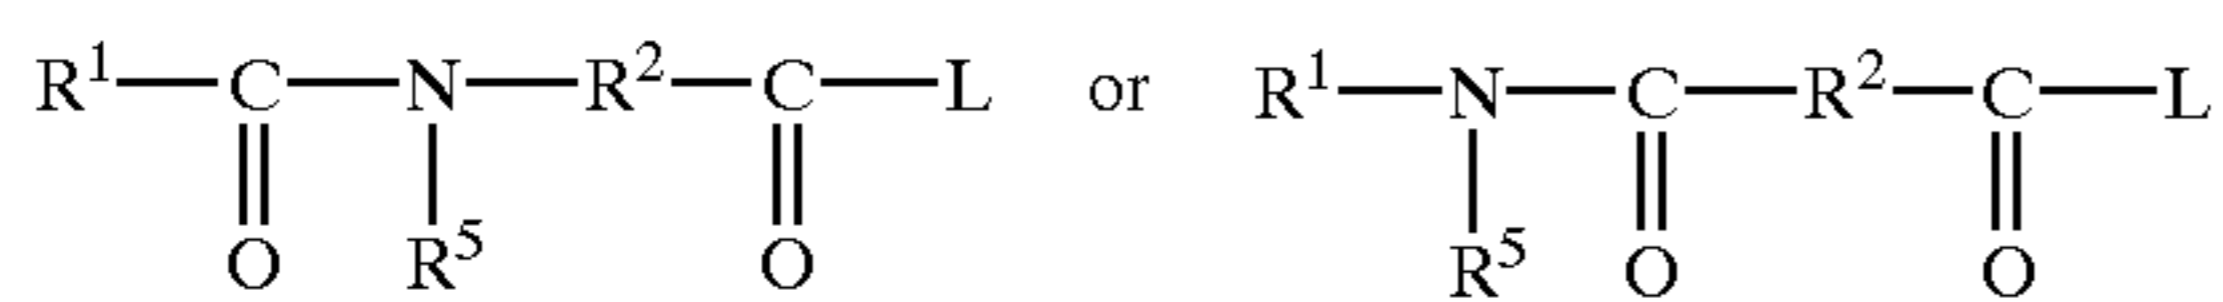 R¹—C—N—R²—C—L or R¹—N—C—R²—C—L
O R⁵ O R⁵ O O